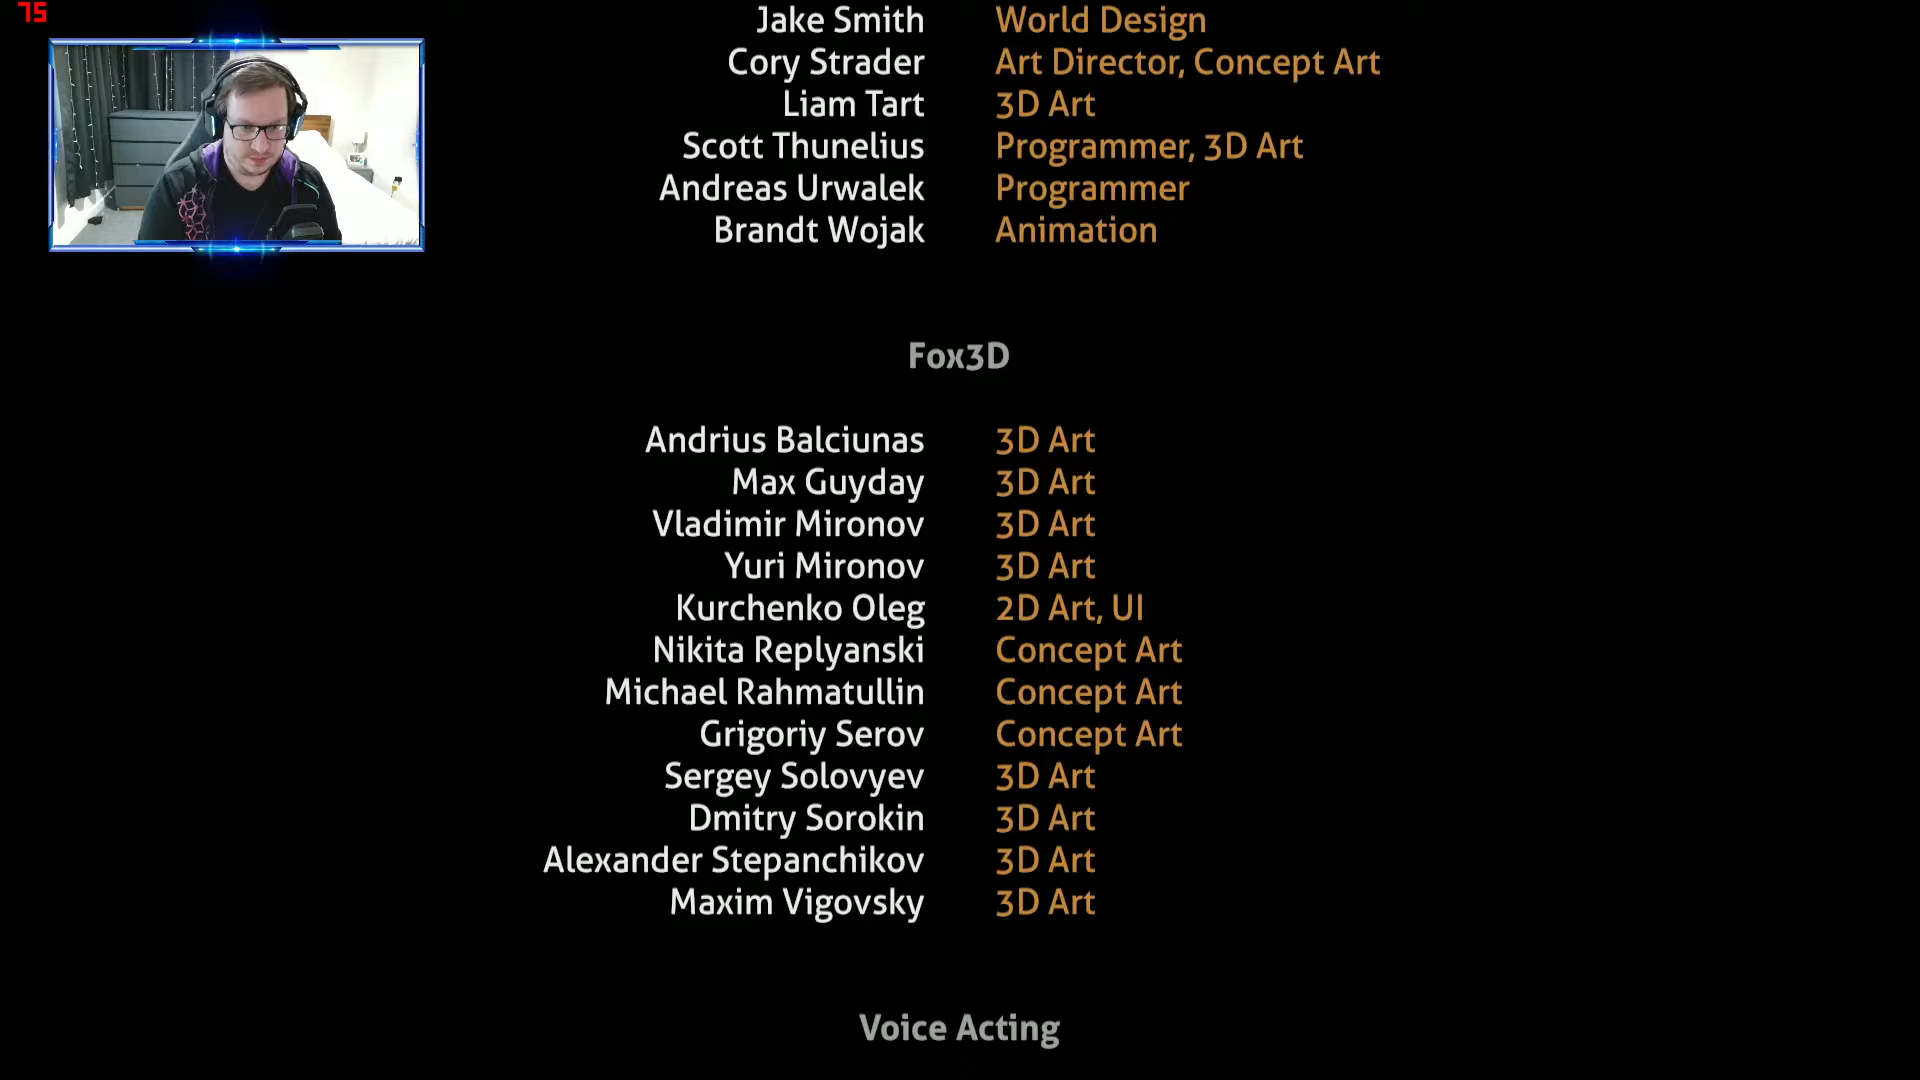 75
Jake Smith World Design
Cory Strader Art Director, Concept Art
Liam Tart 3D Art
Scott Thunelius Programmer, 3D Art
Andreas Urwalek Programmer
Brandt Wojak Animation
Fox3D
Andrius Balciunas 3D Art
Max Guyday 3D Art
Vladimir Mironov 3D Art
Yuri Mironov 3D Art
Kurchenko Oleg 2D Art, UI
Nikita Replyanski Concept Art
Michael Rahmatullin Concept Art
Grigoriy Serov Concept Art
Sergey Solovyev 3D Art
Dmitry Sorokin 3D Art
Alexander Stepanchikov 3D Art
Maxim Vigovsky 3D Art
Voice Acting